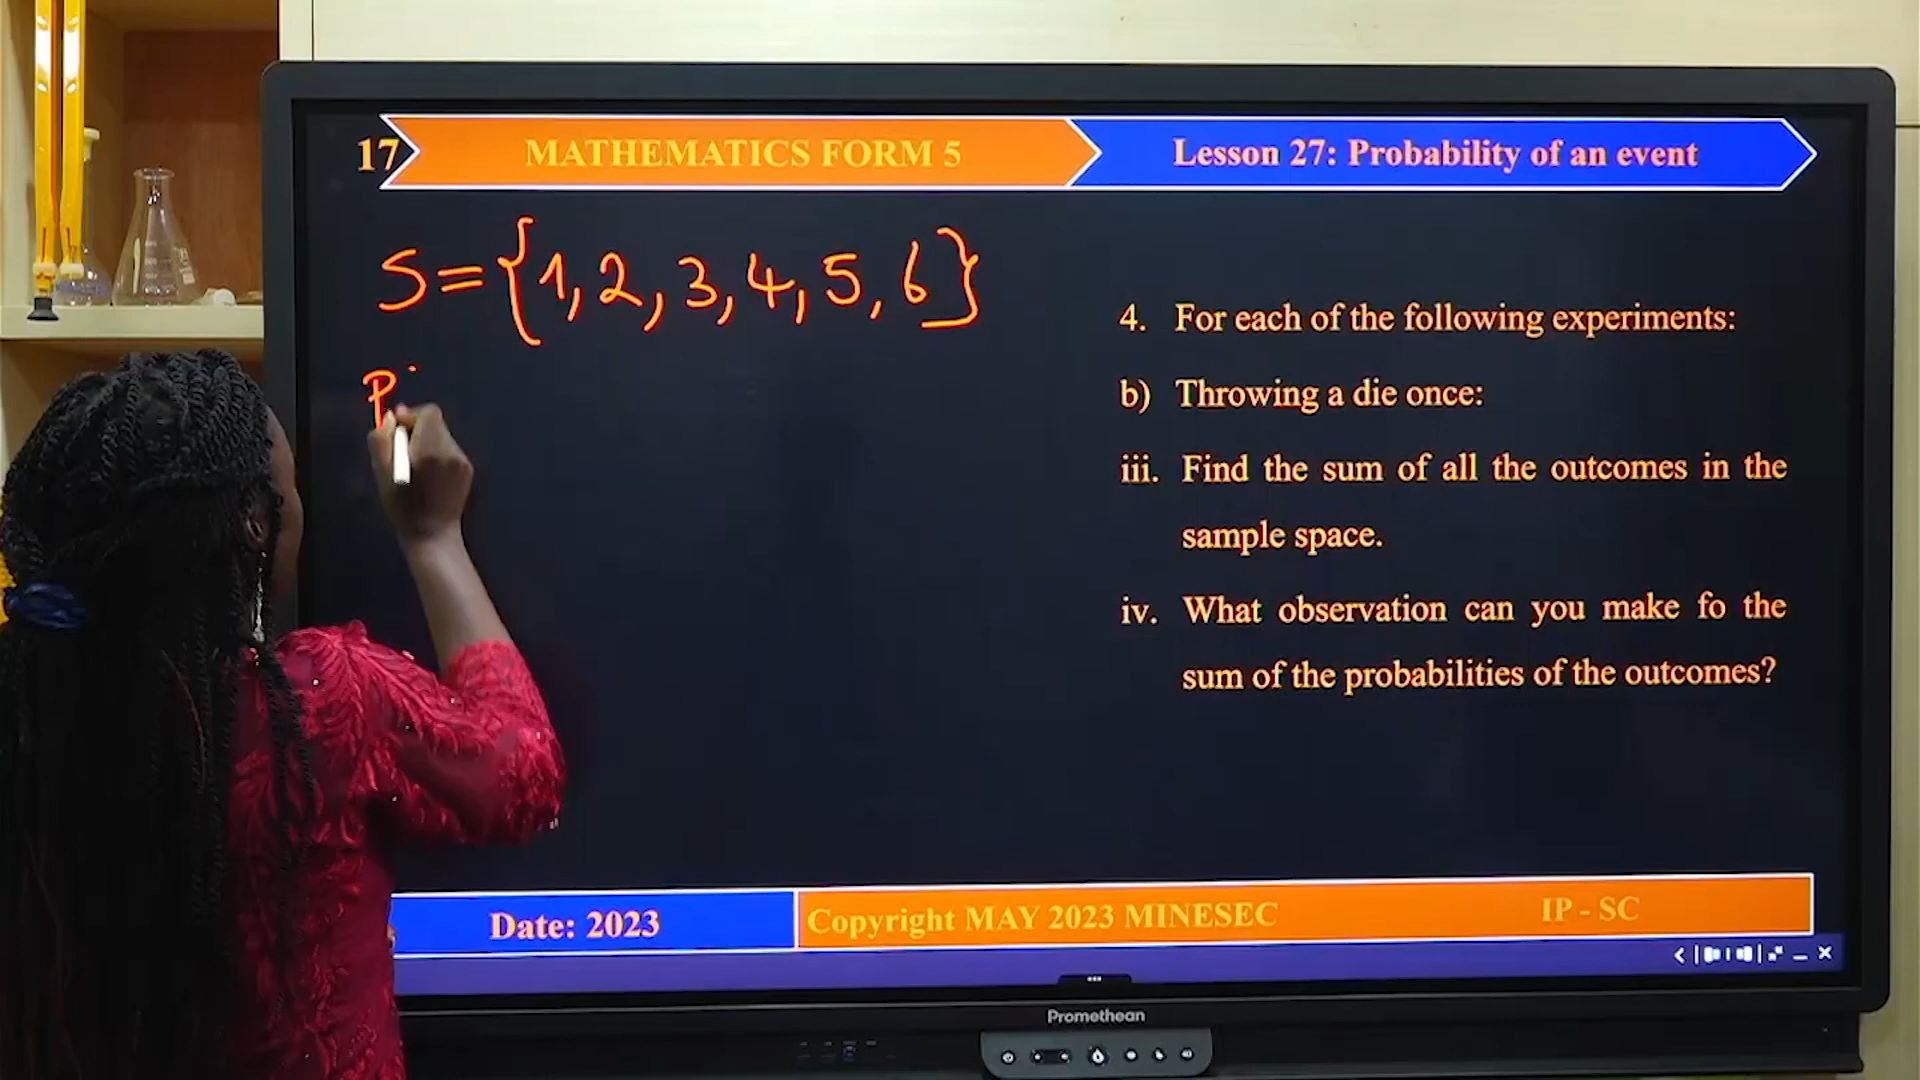 17 MATHEMATICS FORM 5 Lesson 27: Probability of an event
S = {1, 2, 3, 4, 5, 6}
P
4. For each of the following experiments:
b) Throwing a die once:
iii. Find the sum of all the outcomes in the
sample space.
iv. What observation can you make fo the
sum of the probabilities of the outcomes?
Date: 2023 Copyright MAY 2023 MINESEC IP - SC
Promethean